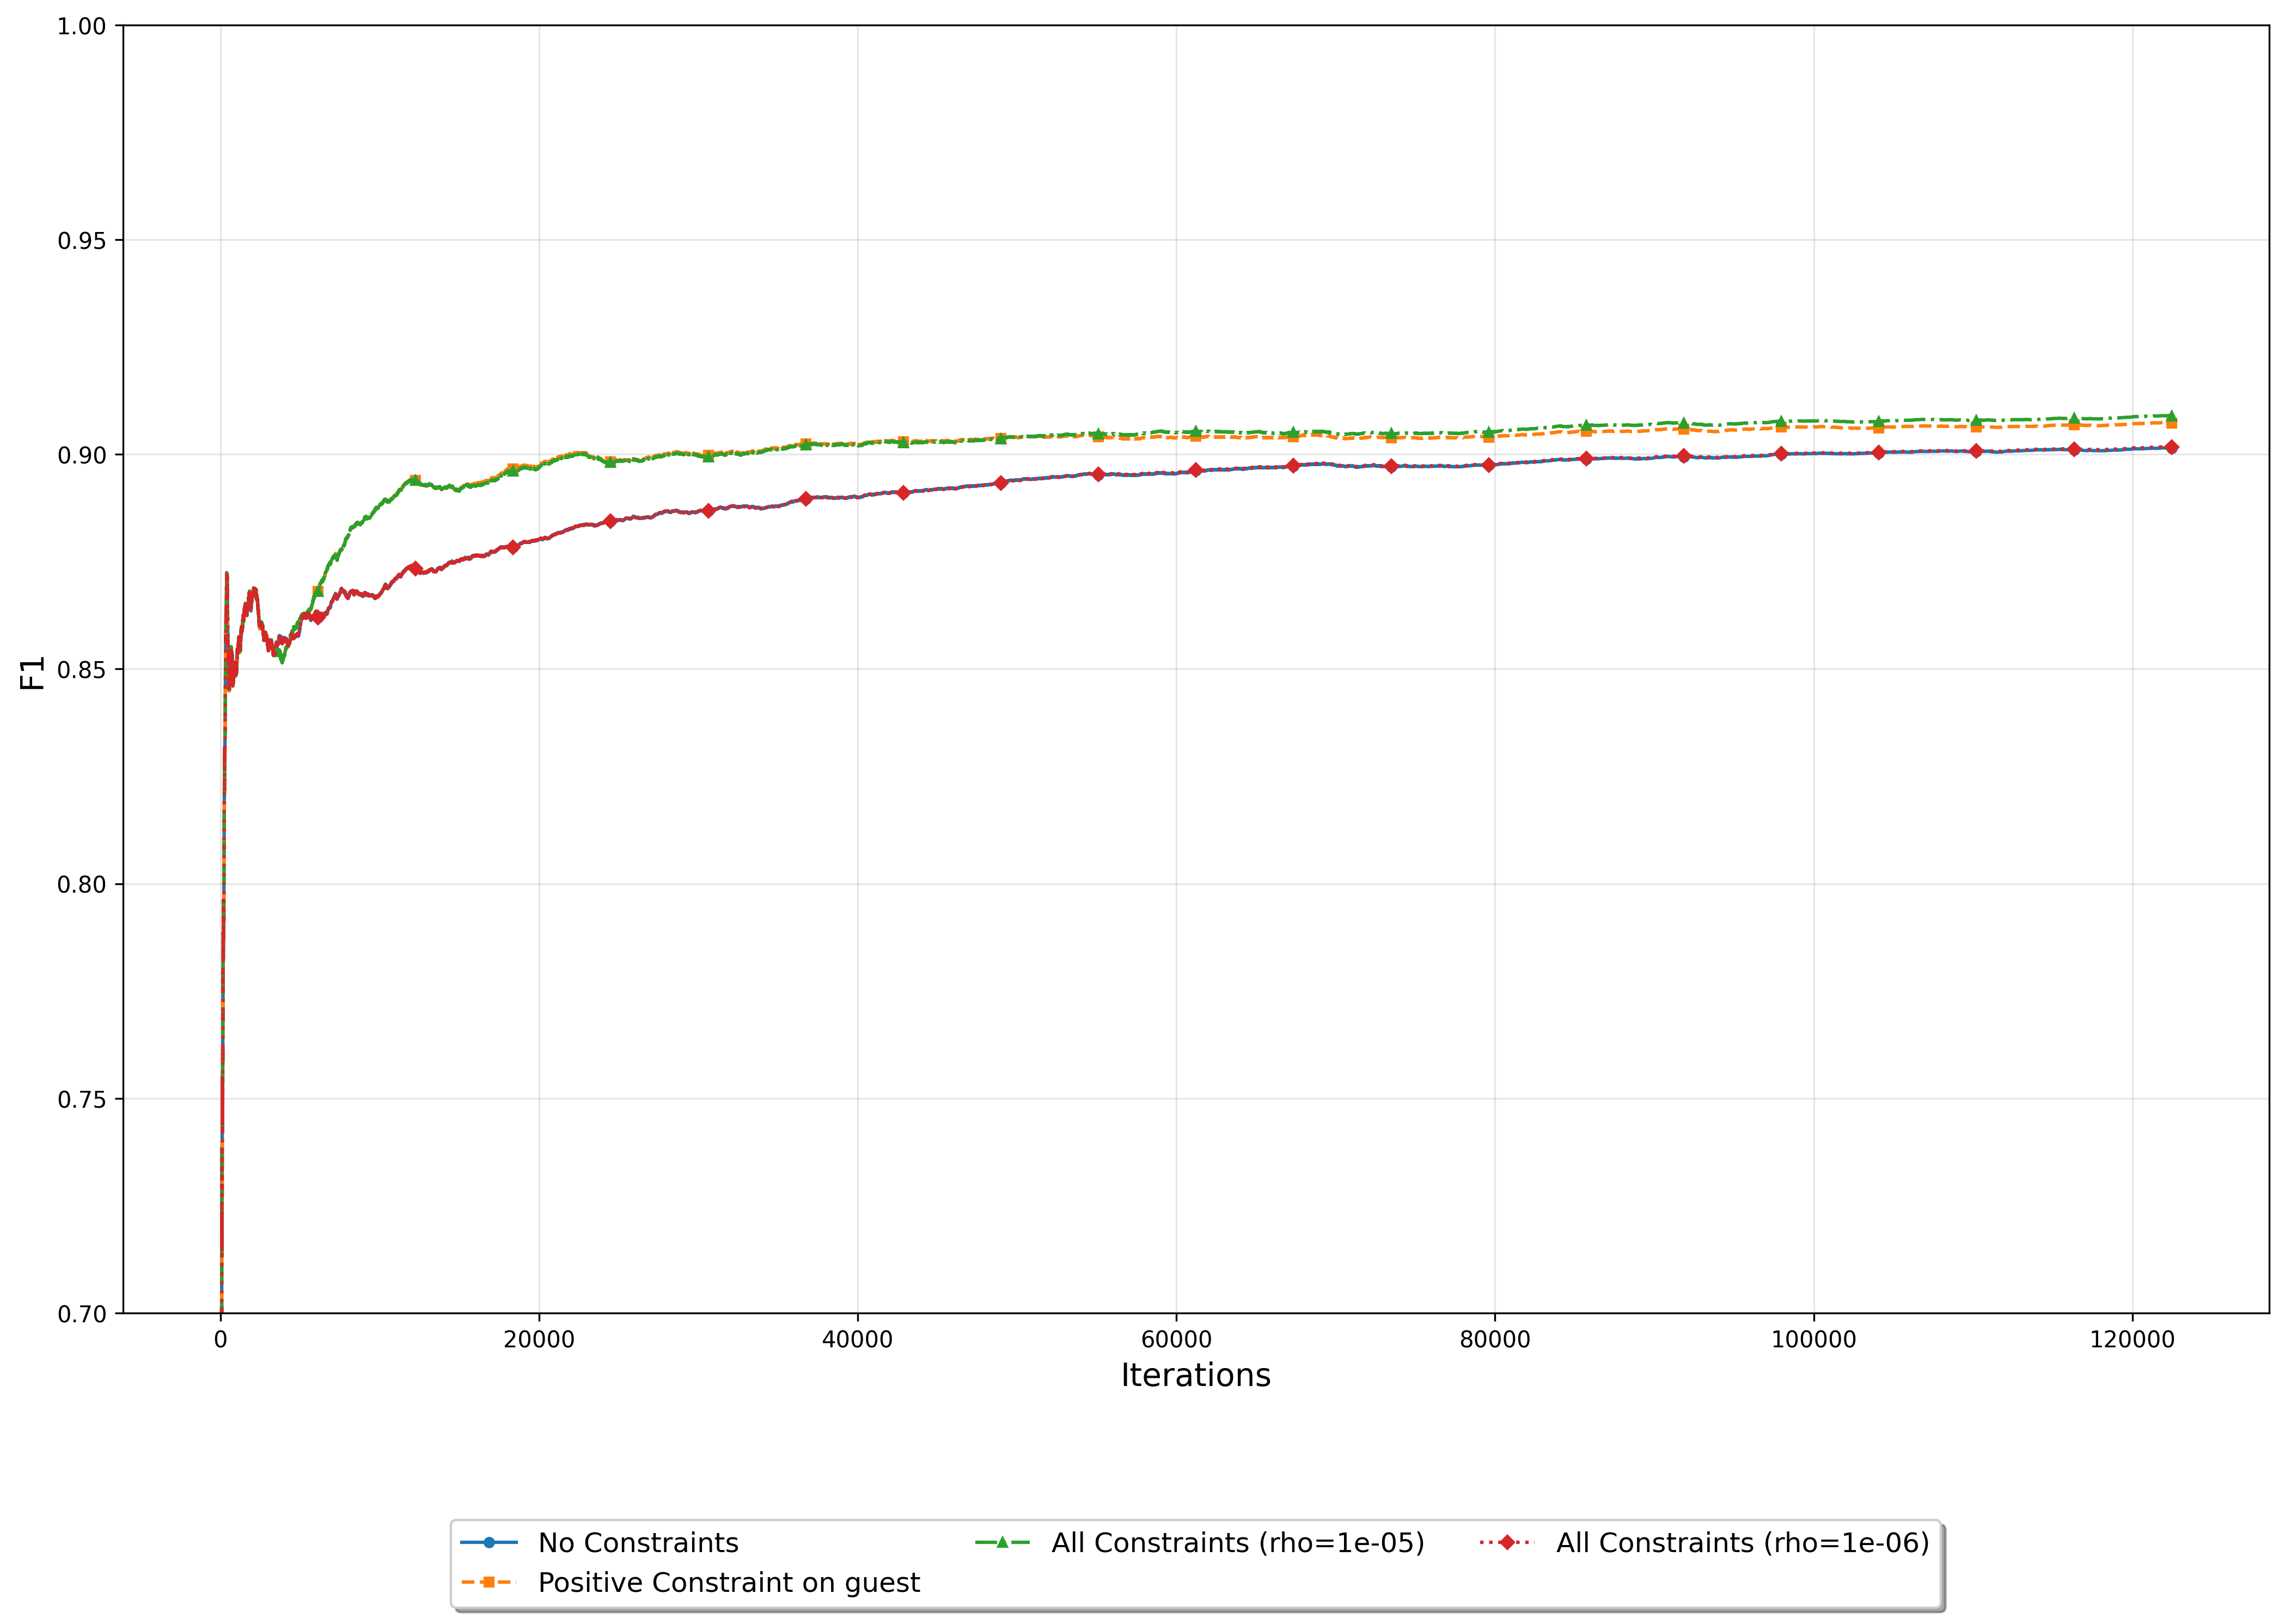 1.00
0.95
0.90
0.85
0.80
0.75
0.70
F1
0 20000 40000 60000 80000 100000 120000
Iterations
No Constraints
Positive Constraint on guest
All Constraints (rho=1e-05)
All Constraints (rho=1e-06)